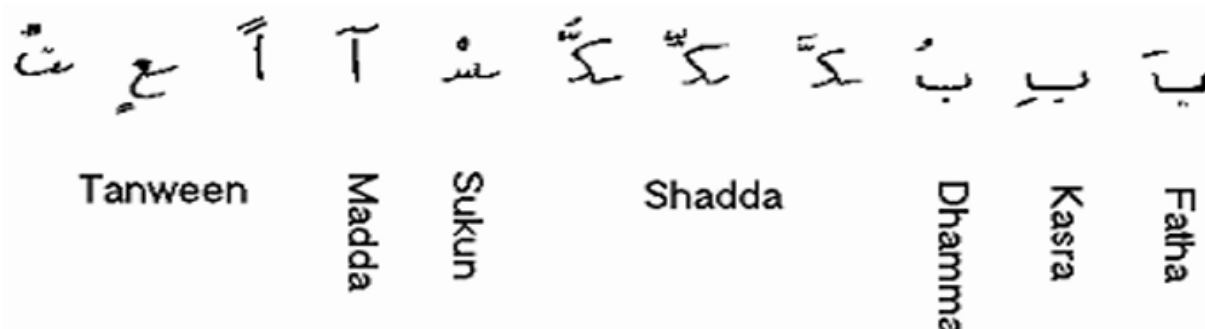 بَ بِ بُ كَّ كِّ كُّ سْ آ اً عٍ تٌ
Tanween Madda Sukun Shadda Dhamma Kasra Fatha